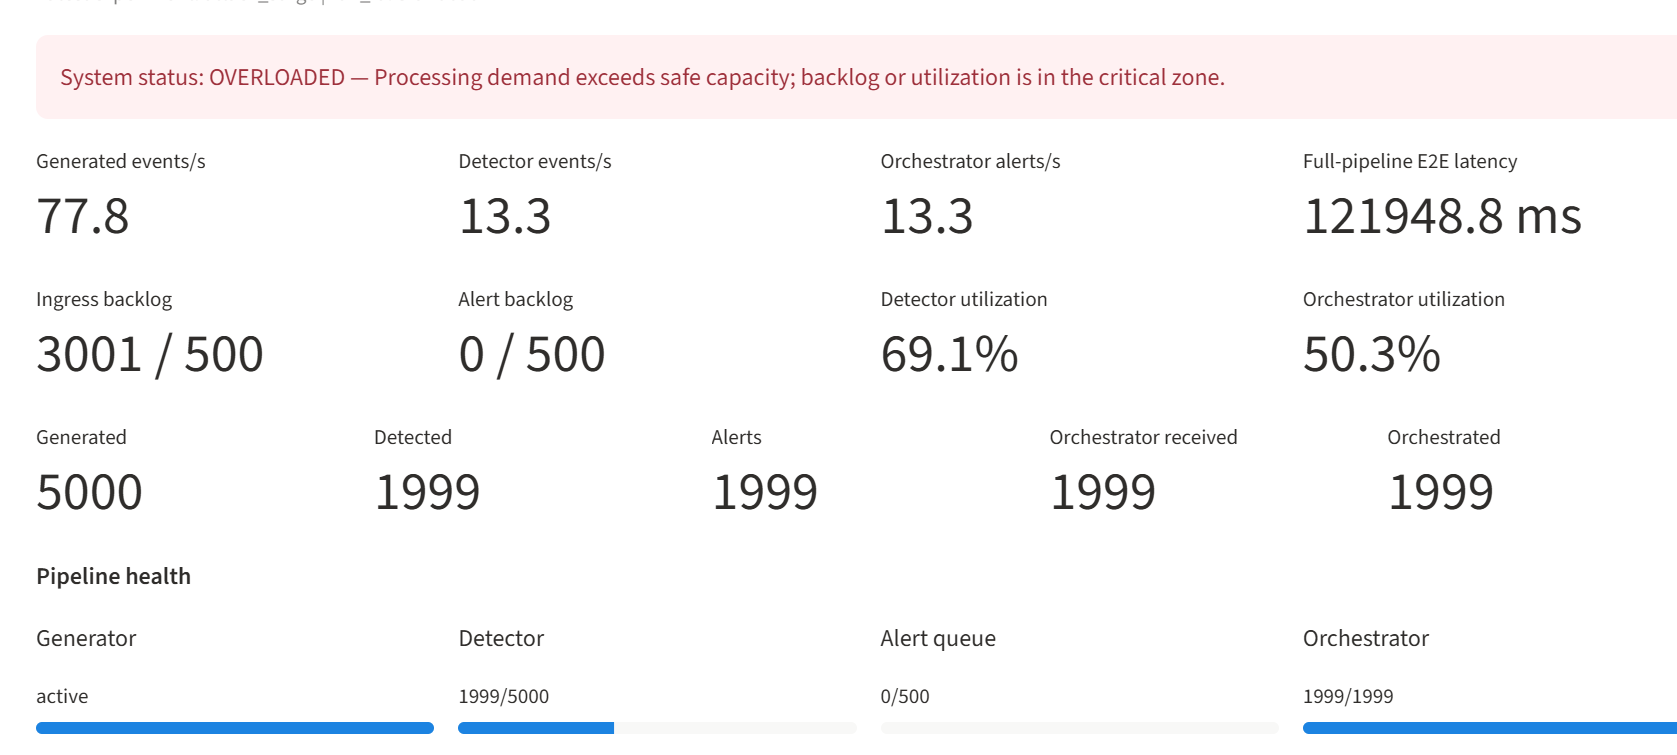 System status: OVERLOADED — Processing demand exceeds safe capacity; backlog or utilization is in the critical zone.
Generated events/s
Detector events/s
Orchestrator alerts/s
Full-pipeline E2E latency
77.8
13.3
13.3
121948.8 ms
Ingress backlog
Alert backlog
Detector utilization
Orchestrator utilization
3001 / 500
0 / 500
69.1%
50.3%
Generated
Detected
Alerts
Orchestrator received
Orchestrated
5000
1999
1999
1999
1999
Pipeline health
Generator
Detector
Alert queue
Orchestrator
active
1999/5000
0/500
1999/1999